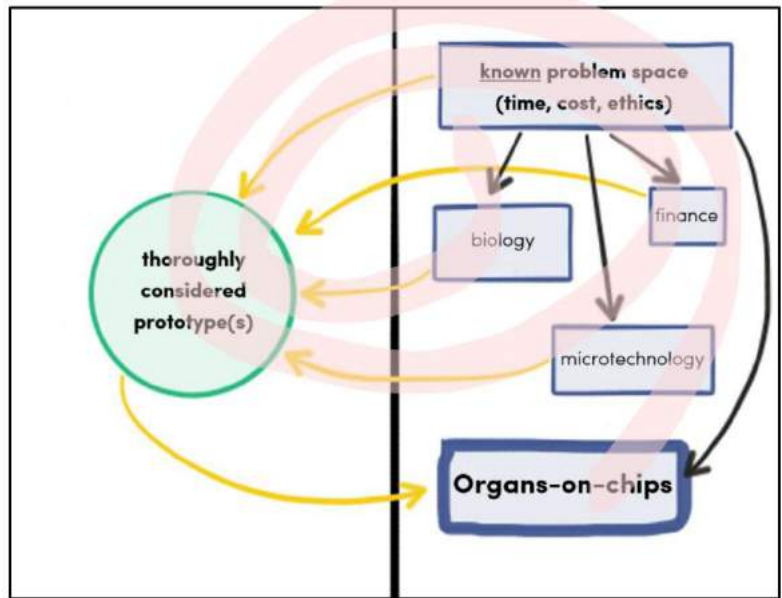 known problem space
(time, cost, ethics)
finance
biology
thoroughly
considered
prototype(s)
microtechnology
Organs-on-chips